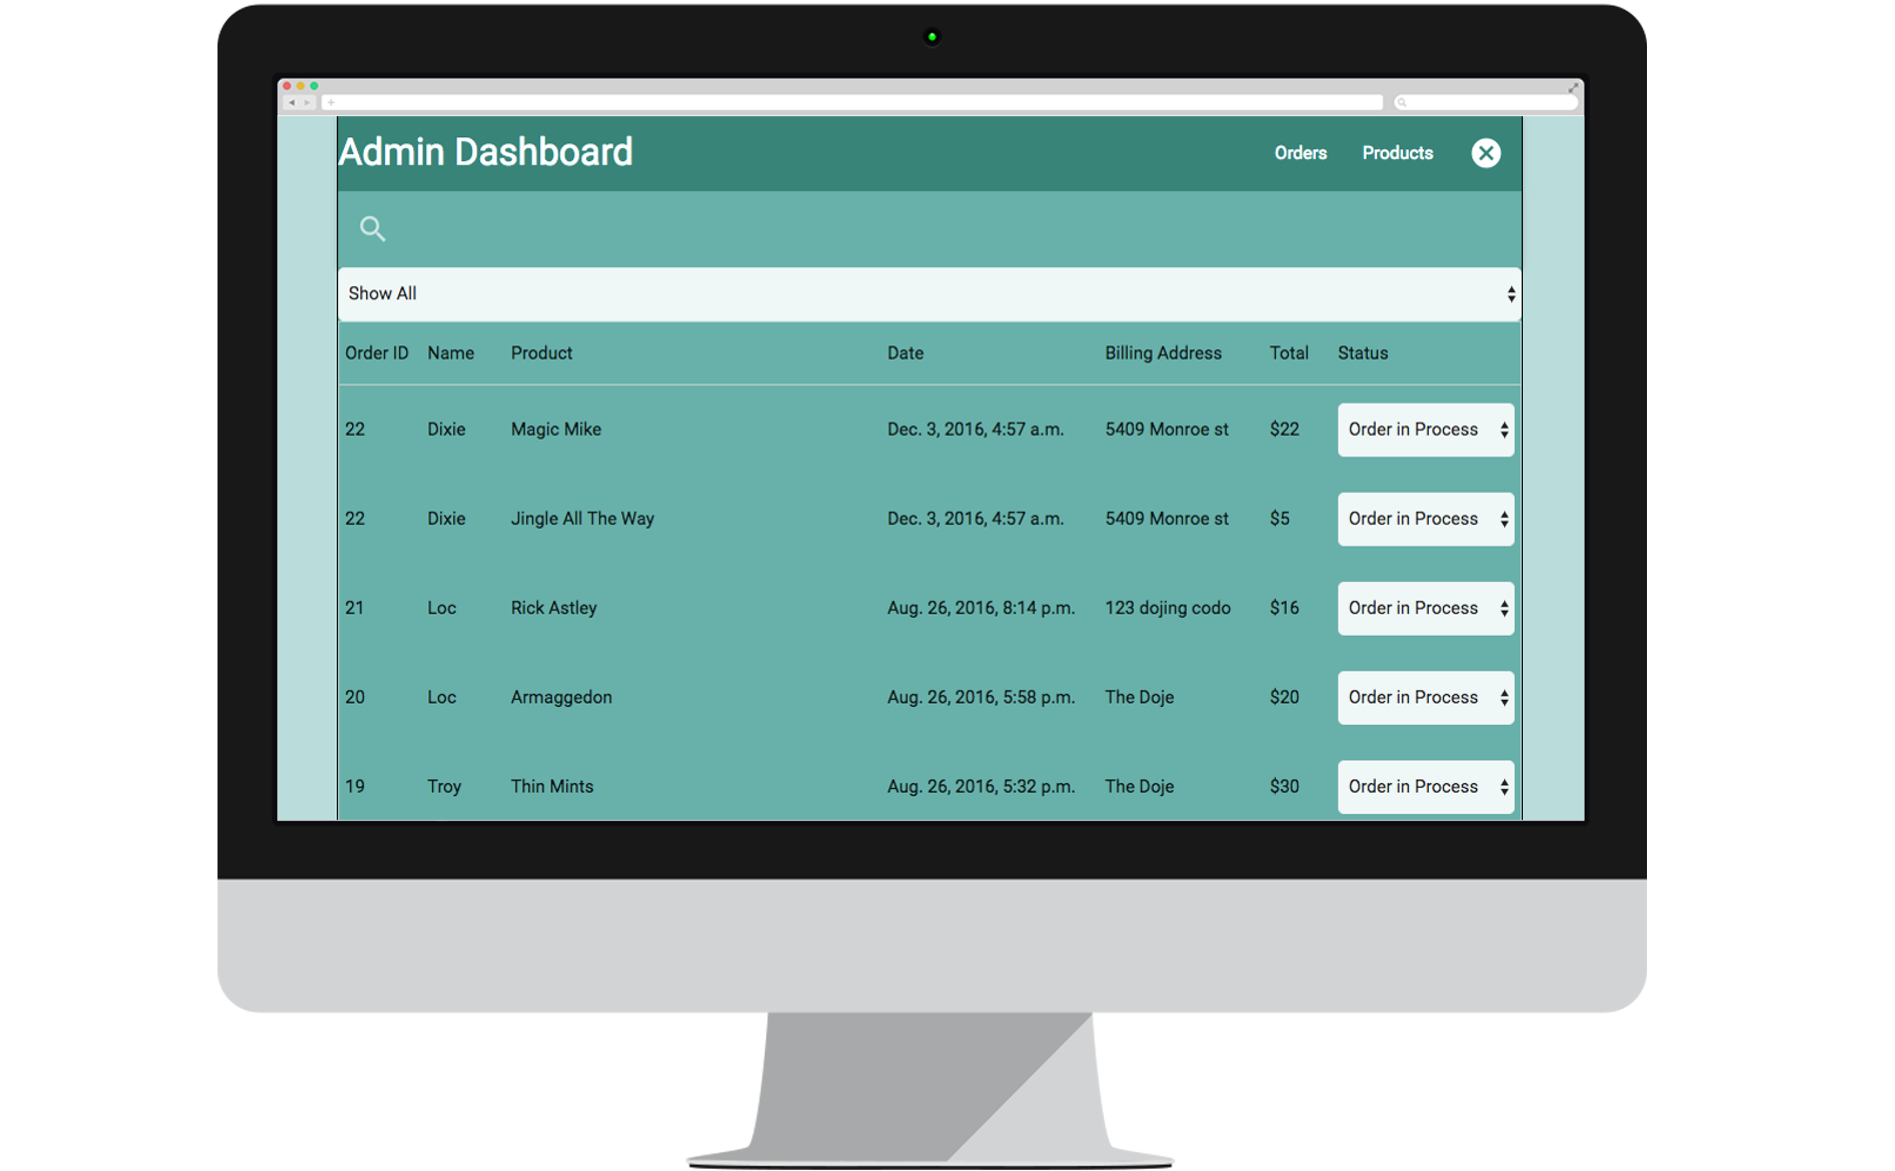 Admin Dashboard Orders Products
Show All
Order ID Name Product Date Billing Address Total Status
22 Dixie Magic Mike Dec. 3, 2016, 4:57 a.m. 5409 Monroe st $22 Order in Process
22 Dixie Jingle All The Way Dec. 3, 2016, 4:57 a.m. 5409 Monroe st $5 Order in Process
21 Loc Rick Astley Aug. 26, 2016, 8:14 p.m. 123 dojing codo $16 Order in Process
20 Loc Armaggedon Aug. 26, 2016, 5:58 p.m. The Doje $20 Order in Process
19 Troy Thin Mints Aug. 26, 2016, 5:32 p.m. The Doje $30 Order in Process